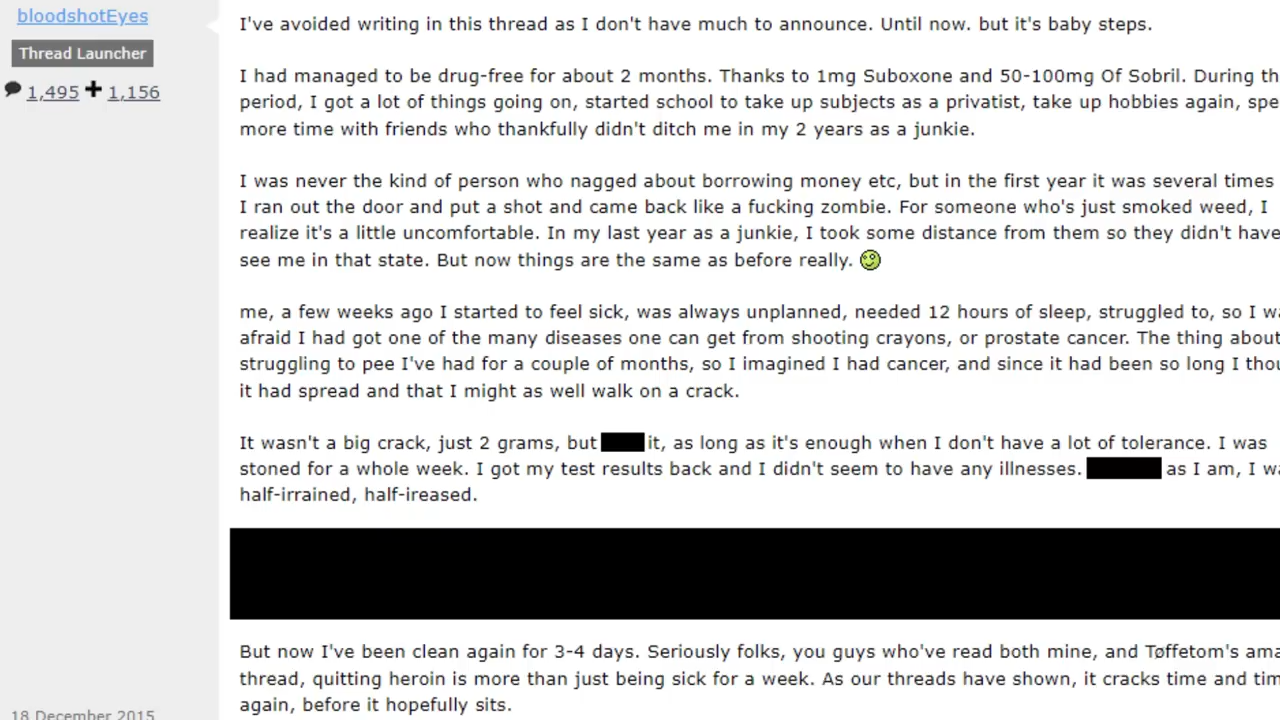 bloodshotEyes
Thread Launcher
1,495 1,156
I've avoided writing in this thread as I don't have much to announce. Until now. but it's baby steps.
I had managed to be drug-free for about 2 months. Thanks to 1mg Suboxone and 50-100mg Of Sobril. During th
period, I got a lot of things going on, started school to take up subjects as a privatist, take up hobbies again, spe
more time with friends who thankfully didn't ditch me in my 2 years as a junkie.
I was never the kind of person who nagged about borrowing money etc, but in the first year it was several times
I ran out the door and put a shot and came back like a fucking zombie. For someone who's just smoked weed, I
realize it's a little uncomfortable. In my last year as a junkie, I took some distance from them so they didn't have
see me in that state. But now things are the same as before really.
me, a few weeks ago I started to feel sick, was always unplanned, needed 12 hours of sleep, struggled to, so I wa
afraid I had got one of the many diseases one can get from shooting crayons, or prostate cancer. The thing about
struggling to pee I've had for a couple of months, so I imagined I had cancer, and since it had been so long I thou
it had spread and that I might as well walk on a crack.
It wasn't a big crack, just 2 grams, but it, as long as it's enough when I don't have a lot of tolerance. I was
stoned for a whole week. I got my test results back and I didn't seem to have any illnesses. as I am, I wa
half-irrained, half-ireased.
But now I've been clean again for 3-4 days. Seriously folks, you guys who've read both mine, and Tøffetom's ama
thread, quitting heroin is more than just being sick for a week. As our threads have shown, it cracks time and tim
again, before it hopefully sits.
18 December 2015